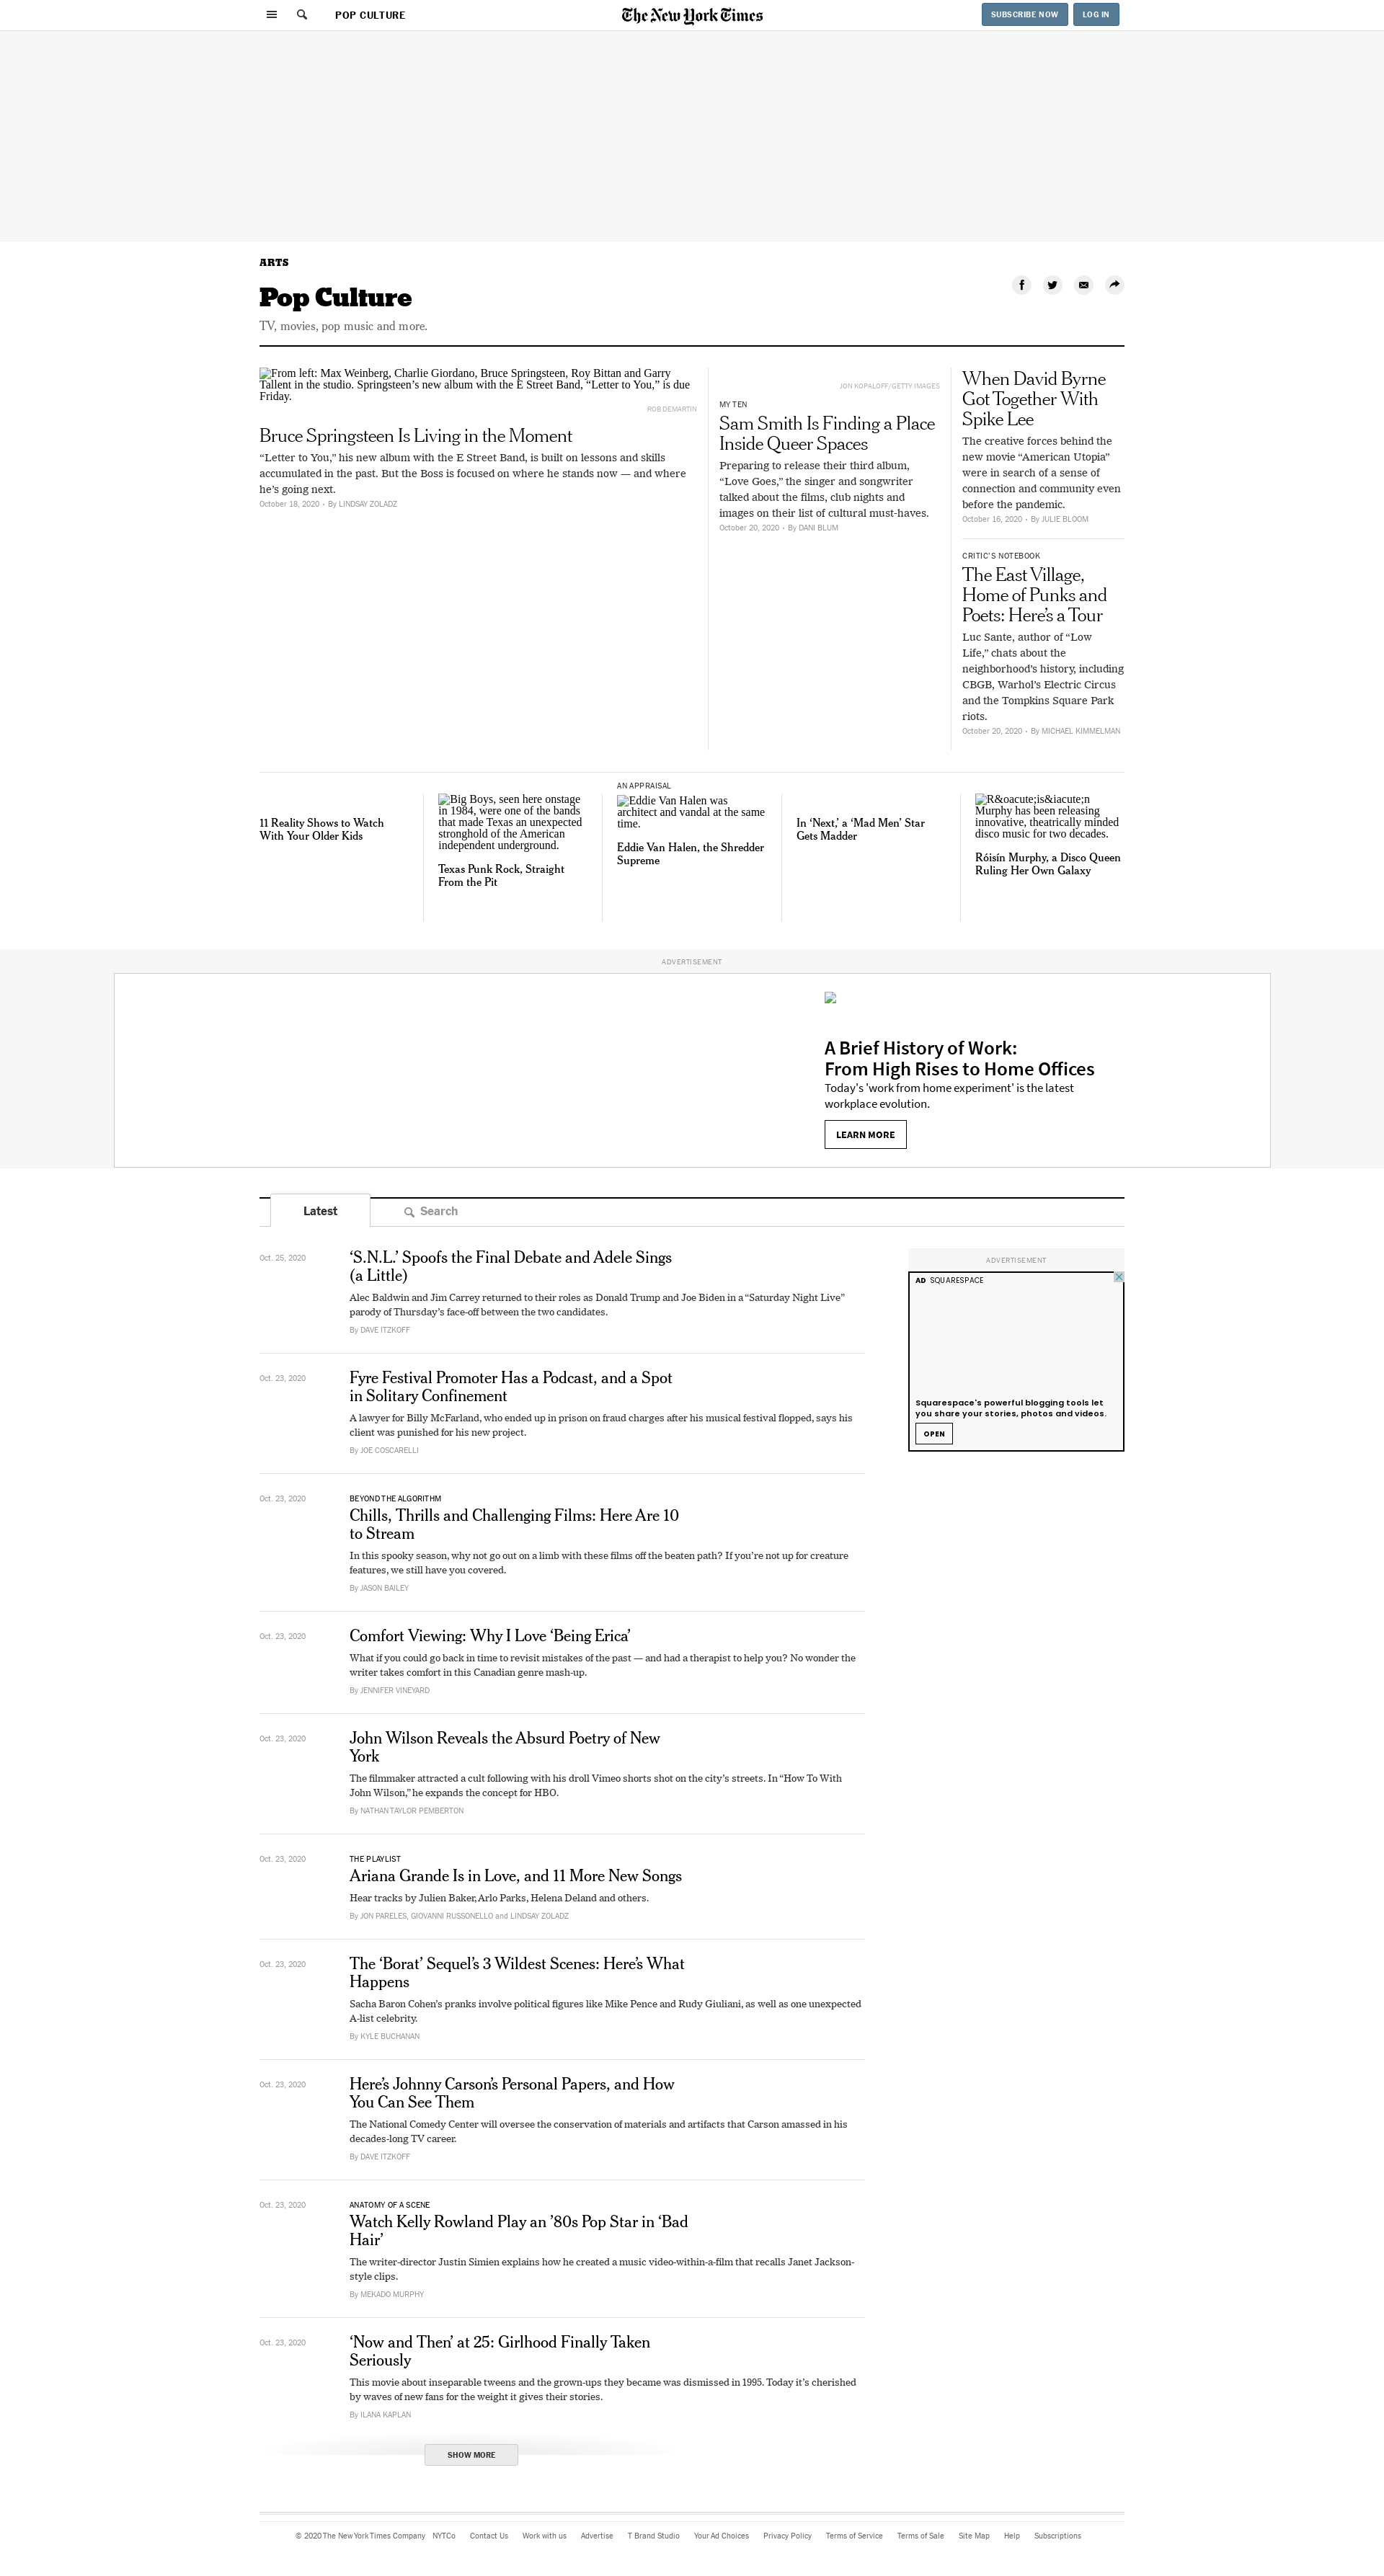 POP CULTURE
The New York Times
SUBSCRIBE NOW
LOG IN
ARTS
Pop Culture
TV, movies, pop music and more.
From left: Max Weinberg, Charlie Giordano, Bruce Springsteen, Roy Bittan and Garry
Tallent in the studio. Springsteen’s new album with the E Street Band, “Letter to You,” is due
Friday.
ROB DEMARTIN
Bruce Springsteen Is Living in the Moment
“Letter to You,” his new album with the E Street Band, is built on lessons and skills
accumulated in the past. But the Boss is focused on where he stands now — and where
he’s going next.
October 18, 2020 • By LINDSAY ZOLADZ
JON KOPALOFF/GETTY IMAGES
MY TEN
Sam Smith Is Finding a Place
Inside Queer Spaces
Preparing to release their third album,
“Love Goes,” the singer and songwriter
talked about the films, club nights and
images on their list of cultural must-haves.
October 20, 2020 • By DANI BLUM
When David Byrne
Got Together With
Spike Lee
The creative forces behind the
new movie “American Utopia”
were in search of a sense of
connection and community even
before the pandemic.
October 16, 2020 • By JULIE BLOOM
CRITIC’S NOTEBOOK
The East Village,
Home of Punks and
Poets: Here’s a Tour
Luc Sante, author of “Low
Life,” chats about the
neighborhood’s history, including
CBGB, Warhol’s Electric Circus
and the Tompkins Square Park
riots.
October 20, 2020 • By MICHAEL KIMMELMAN
11 Reality Shows to Watch
With Your Older Kids
Big Boys, seen here onstage
in 1984, were one of the bands
that made Texas an unexpected
stronghold of the American
independent underground.
Texas Punk Rock, Straight
From the Pit
AN APPRAISAL
Eddie Van Halen was
architect and vandal at the same
time.
Eddie Van Halen, the Shredder
Supreme
In ‘Next,’ a ‘Mad Men’ Star
Gets Madder
R&oacute;is&iacute;n
Murphy has been releasing
innovative, theatrically minded
disco music for two decades.
Róisín Murphy, a Disco Queen
Ruling Her Own Galaxy
ADVERTISEMENT
A Brief History of Work:
From High Rises to Home Offices
Today's 'work from home experiment' is the latest
workplace evolution.
LEARN MORE
Latest
Search
Oct. 25, 2020
‘S.N.L.’ Spoofs the Final Debate and Adele Sings
(a Little)
Alec Baldwin and Jim Carrey returned to their roles as Donald Trump and Joe Biden in a “Saturday Night Live”
parody of Thursday’s face-off between the two candidates.
By DAVE ITZKOFF
ADVERTISEMENT
AD SQUARESPACE
Squarespace's powerful blogging tools let
you share your stories, photos and videos.
OPEN
Oct. 23, 2020
Fyre Festival Promoter Has a Podcast, and a Spot
in Solitary Confinement
A lawyer for Billy McFarland, who ended up in prison on fraud charges after his musical festival flopped, says his
client was punished for his new project.
By JOE COSCARELLI
Oct. 23, 2020
BEYOND THE ALGORITHM
Chills, Thrills and Challenging Films: Here Are 10
to Stream
In this spooky season, why not go out on a limb with these films off the beaten path? If you’re not up for creature
features, we still have you covered.
By JASON BAILEY
Oct. 23, 2020
Comfort Viewing: Why I Love ‘Being Erica’
What if you could go back in time to revisit mistakes of the past — and had a therapist to help you? No wonder the
writer takes comfort in this Canadian genre mash-up.
By JENNIFER VINEYARD
Oct. 23, 2020
John Wilson Reveals the Absurd Poetry of New
York
The filmmaker attracted a cult following with his droll Vimeo shorts shot on the city’s streets. In “How To With
John Wilson,” he expands the concept for HBO.
By NATHAN TAYLOR PEMBERTON
Oct. 23, 2020
THE PLAYLIST
Ariana Grande Is in Love, and 11 More New Songs
Hear tracks by Julien Baker, Arlo Parks, Helena Deland and others.
By JON PARELES, GIOVANNI RUSSONELLO and LINDSAY ZOLADZ
Oct. 23, 2020
The ‘Borat’ Sequel’s 3 Wildest Scenes: Here’s What
Happens
Sacha Baron Cohen’s pranks involve political figures like Mike Pence and Rudy Giuliani, as well as one unexpected
A-list celebrity.
By KYLE BUCHANAN
Oct. 23, 2020
Here’s Johnny Carson’s Personal Papers, and How
You Can See Them
The National Comedy Center will oversee the conservation of materials and artifacts that Carson amassed in his
decades-long TV career.
By DAVE ITZKOFF
Oct. 23, 2020
ANATOMY OF A SCENE
Watch Kelly Rowland Play an ’80s Pop Star in ‘Bad
Hair’
The writer-director Justin Simien explains how he created a music video-within-a-film that recalls Janet Jackson-
style clips.
By MEKADO MURPHY
Oct. 23, 2020
‘Now and Then’ at 25: Girlhood Finally Taken
Seriously
This movie about inseparable tweens and the grown-ups they became was dismissed in 1995. Today it’s cherished
by waves of new fans for the weight it gives their stories.
By ILANA KAPLAN
SHOW MORE
© 2020 The New York Times Company NYTCo Contact Us Work with us Advertise T Brand Studio Your Ad Choices Privacy Policy Terms of Service Terms of Sale Site Map Help Subscriptions